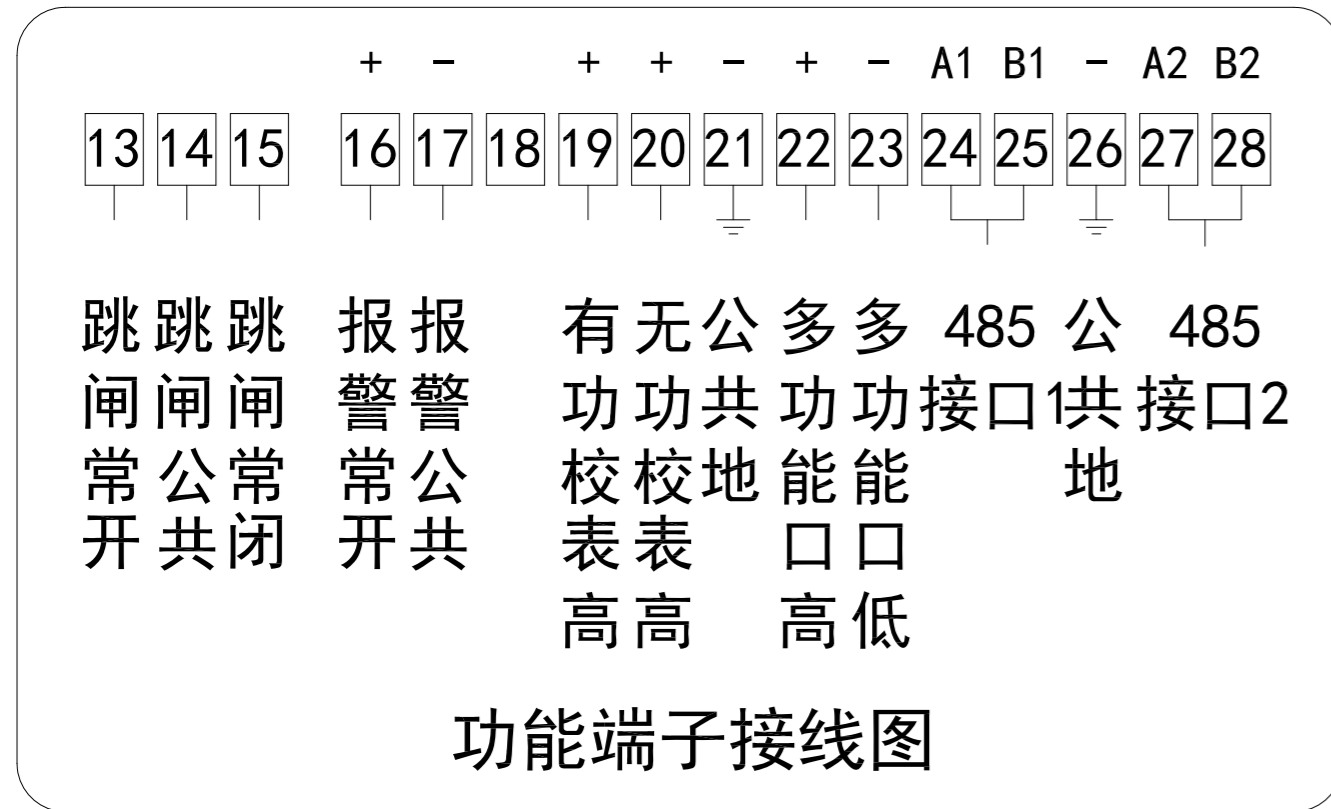 + − + + − + − A1 B1 − A2 B2
13 14 15 16 17 18 19 20 21 22 23 24 25 26 27 28
跳闸常开
跳闸公共
跳闸常闭
报警常开
报警公共
有功校表高
无功校表高
公共地
多功能口高
多功能口低
485
接口1
公共地
485
接口2
功能端子接线图